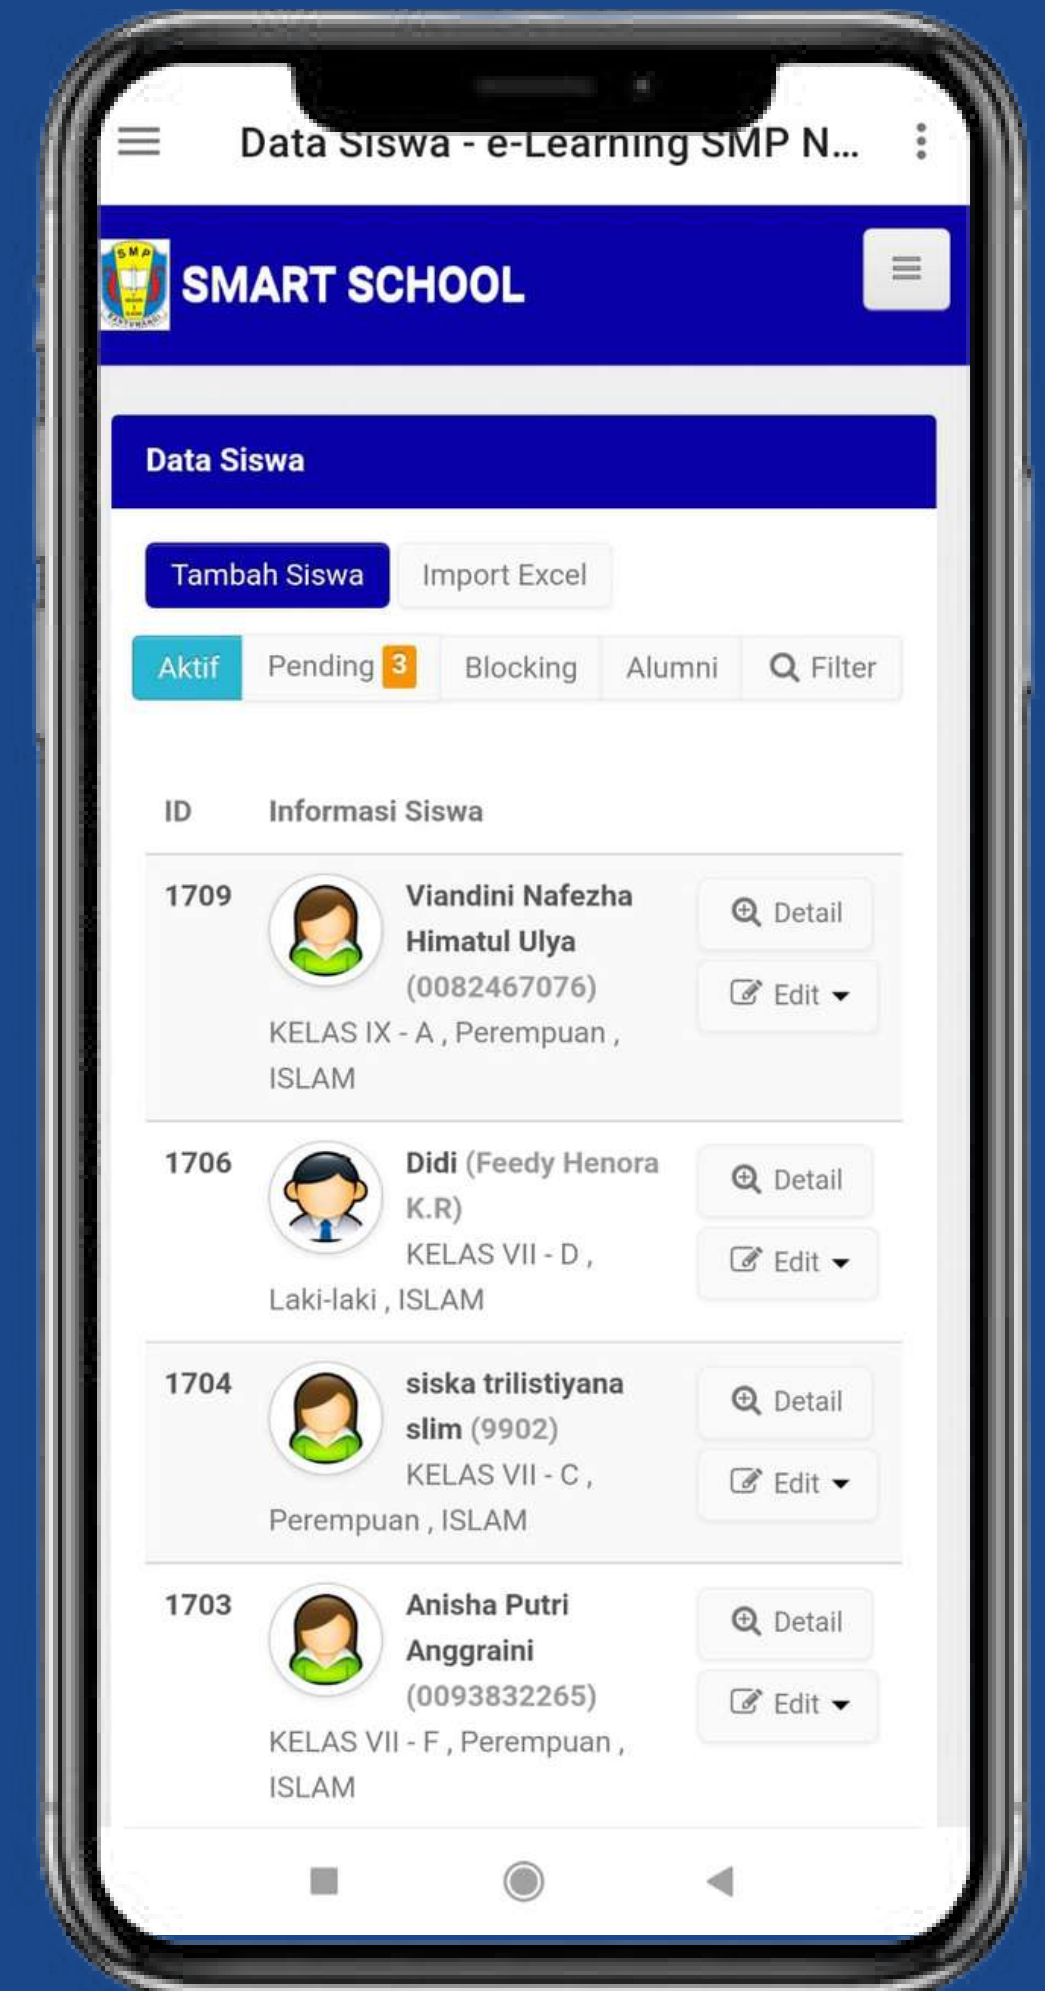 Data Siswa - e-Learning SMP N...
SMP
SMART SCHOOL
Data Siswa
Tambah Siswa Import Excel
Aktif Pending 3 Blocking Alumni Filter
ID Informasi Siswa
1709 Viandini Nafezha Detail
Himatul Ulya
(0082467076) Edit
KELAS IX - A , Perempuan ,
ISLAM
1706 Didi (Feedy Henora Detail
K.R)
KELAS VII - D , Edit
Laki-laki , ISLAM
1704 siska trilistiyana Detail
slim (9902)
KELAS VII - C , Edit
Perempuan , ISLAM
1703 Anisha Putri Detail
Anggraini
(0093832265) Edit
KELAS VII - F , Perempuan ,
ISLAM